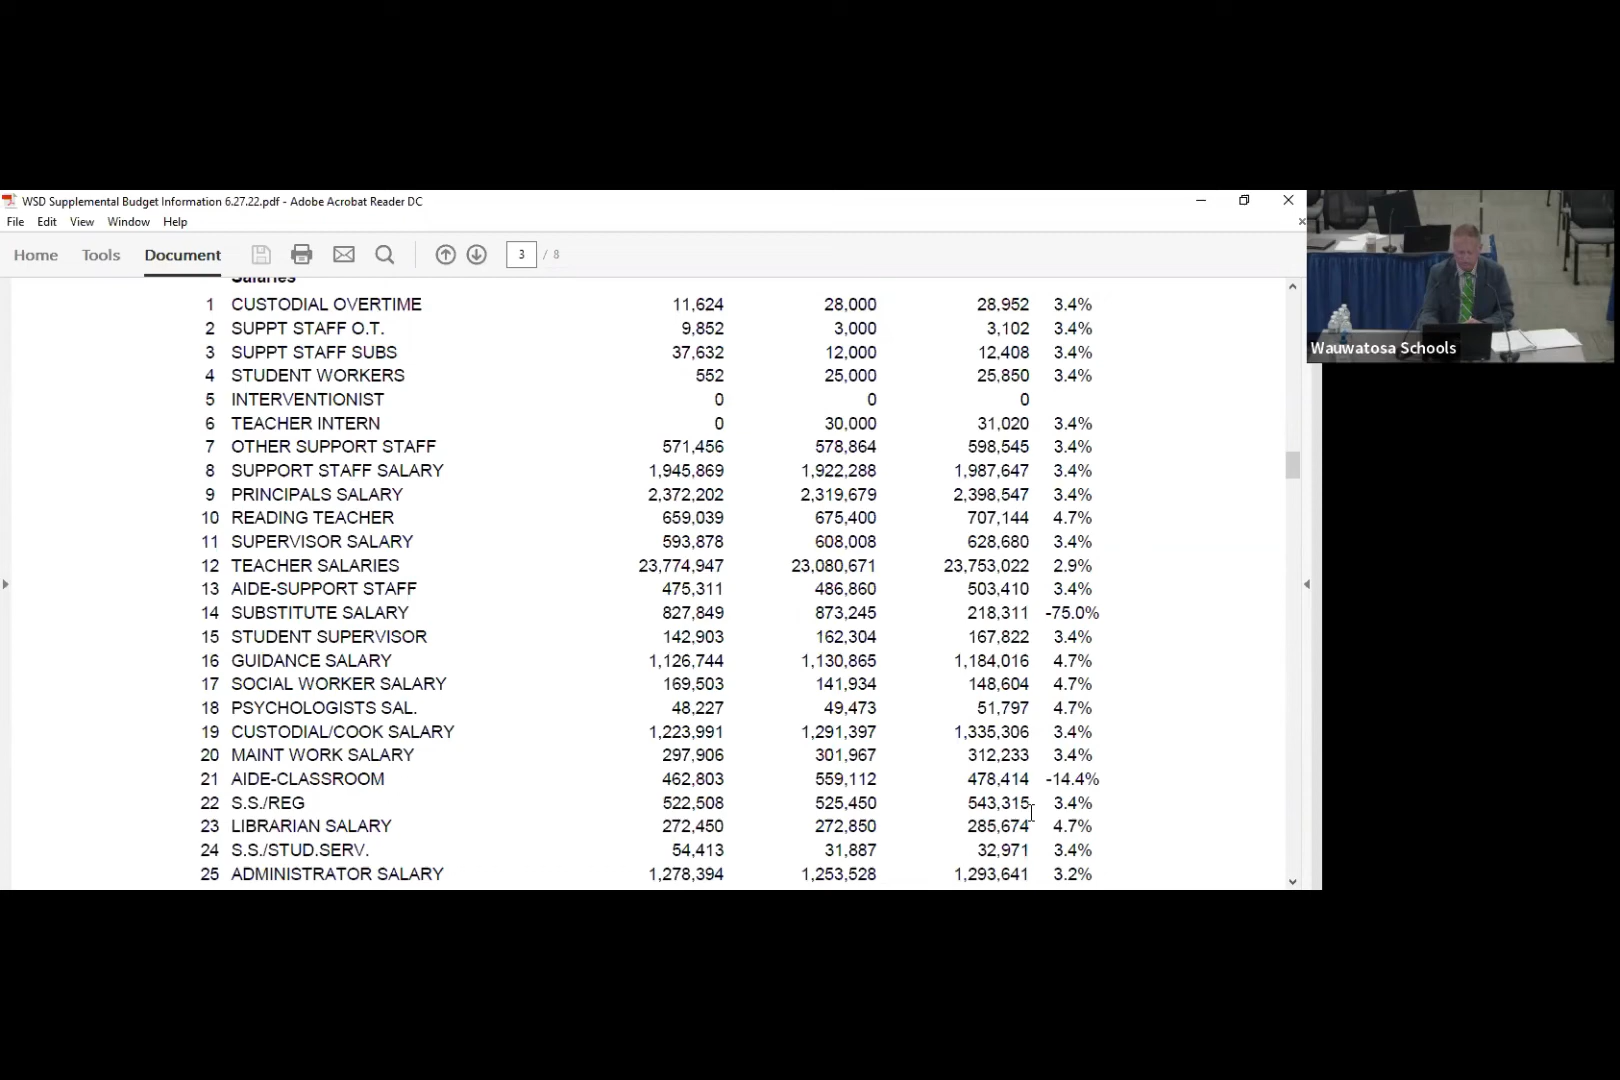 WSD Supplemental Budget Information 6.27.22.pdf - Adobe Acrobat Reader DC
File Edit View Window Help
Home Tools Document 3 / 8
Salaries
1 CUSTODIAL OVERTIME 11,624 28,000 28,952 3.4%
2 SUPPT STAFF O.T. 9,852 3,000 3,102 3.4%
3 SUPPT STAFF SUBS 37,632 12,000 12,408 3.4%
4 STUDENT WORKERS 552 25,000 25,850 3.4%
5 INTERVENTIONIST 0 0 0
6 TEACHER INTERN 0 30,000 31,020 3.4%
7 OTHER SUPPORT STAFF 571,456 578,864 598,545 3.4%
8 SUPPORT STAFF SALARY 1,945,869 1,922,288 1,987,647 3.4%
9 PRINCIPALS SALARY 2,372,202 2,319,679 2,398,547 3.4%
10 READING TEACHER 659,039 675,400 707,144 4.7%
11 SUPERVISOR SALARY 593,878 608,008 628,680 3.4%
12 TEACHER SALARIES 23,774,947 23,080,671 23,753,022 2.9%
13 AIDE-SUPPORT STAFF 475,311 486,860 503,410 3.4%
14 SUBSTITUTE SALARY 827,849 873,245 218,311 -75.0%
15 STUDENT SUPERVISOR 142,903 162,304 167,822 3.4%
16 GUIDANCE SALARY 1,126,744 1,130,865 1,184,016 4.7%
17 SOCIAL WORKER SALARY 169,503 141,934 148,604 4.7%
18 PSYCHOLOGISTS SAL. 48,227 49,473 51,797 4.7%
19 CUSTODIAL/COOK SALARY 1,223,991 1,291,397 1,335,306 3.4%
20 MAINT WORK SALARY 297,906 301,967 312,233 3.4%
21 AIDE-CLASSROOM 462,803 559,112 478,414 -14.4%
22 S.S./REG 522,508 525,450 543,315 3.4%
23 LIBRARIAN SALARY 272,450 272,850 285,674 4.7%
24 S.S./STUD.SERV. 54,413 31,887 32,971 3.4%
25 ADMINISTRATOR SALARY 1,278,394 1,253,528 1,293,641 3.2%
Wauwatosa Schools